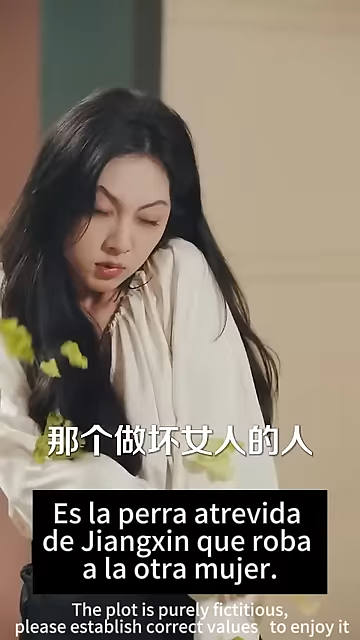 那个做坏女人的人
Es la perra atrevida
de Jiangxin que roba
a la otra mujer.
The plot is purely fictitious,
please establish correct values to enjoy it